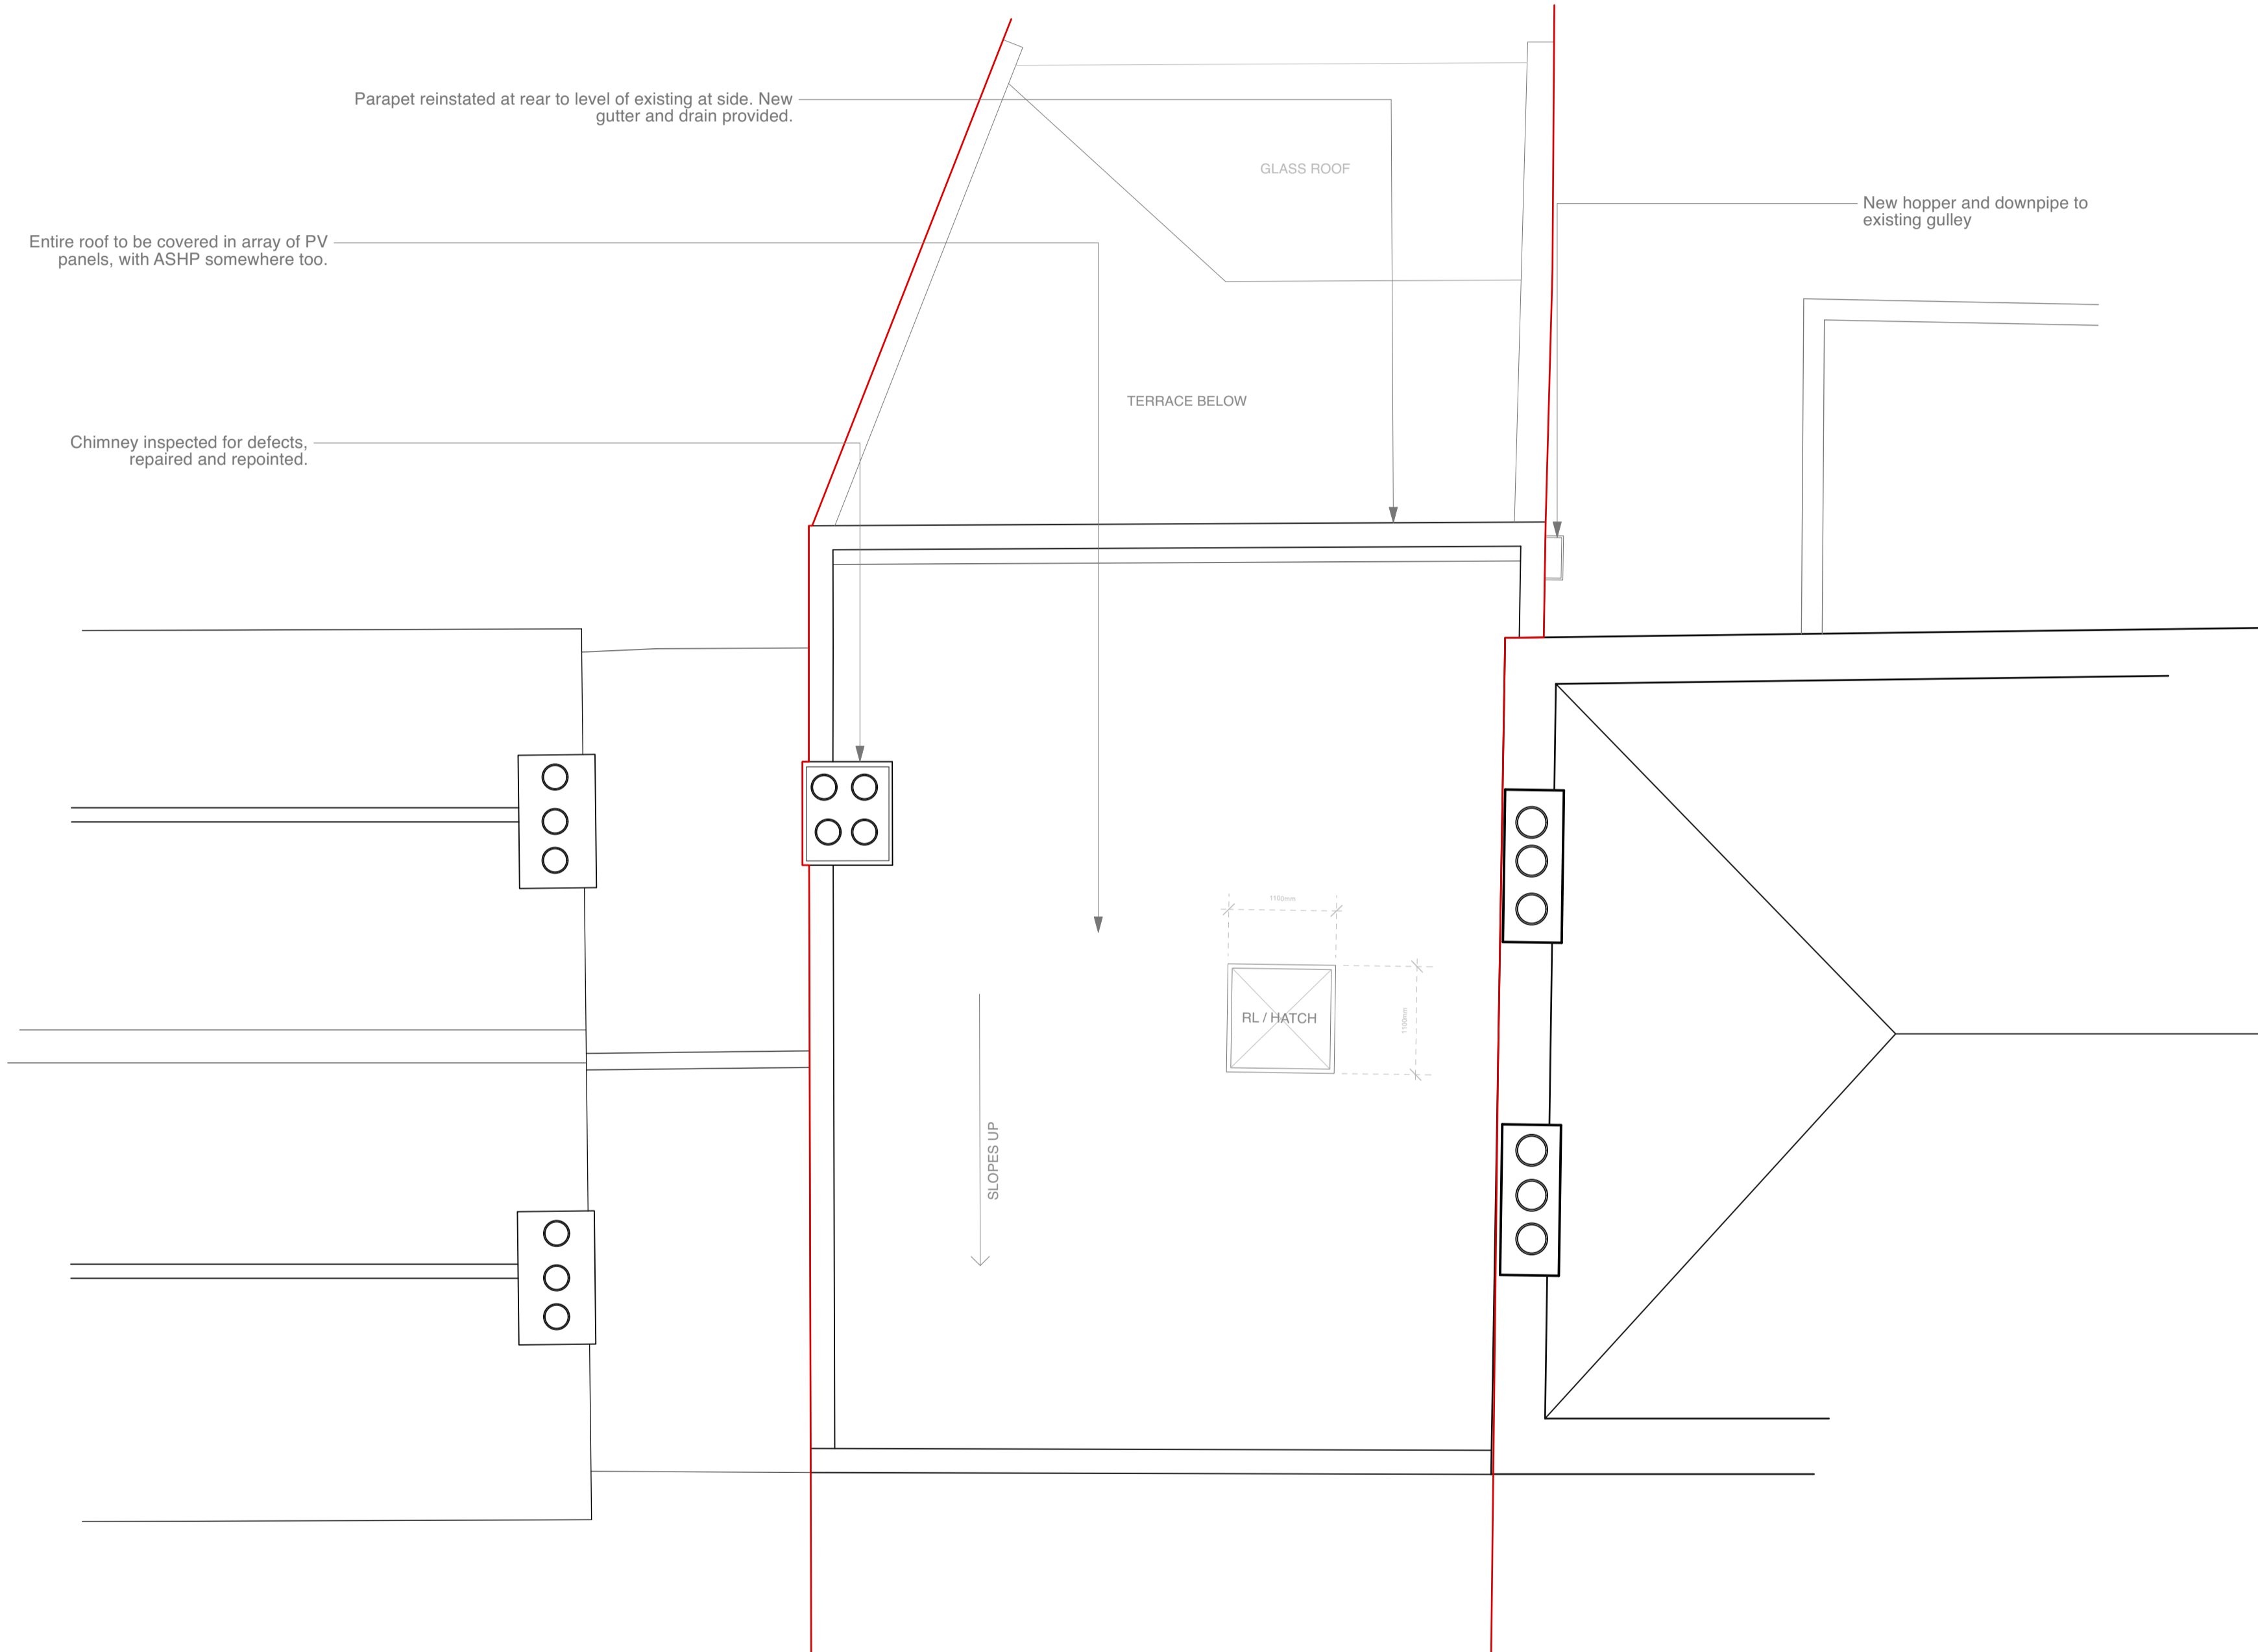 Parapet reinstated at rear to level of existing at side. New
gutter and drain provided.
GLASS ROOF
New hopper and downpipe to
existing gulley
Entire roof to be covered in array of PV
panels, with ASHP somewhere too.
TERRACE BELOW
Chimney inspected for defects,
repaired and repointed.
1100mm
RL / HATCH
1100mm
SLOPES UP